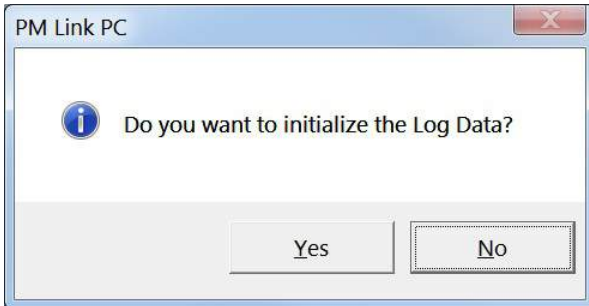 PM Link PC
Do you want to initialize the Log Data?
Yes
No